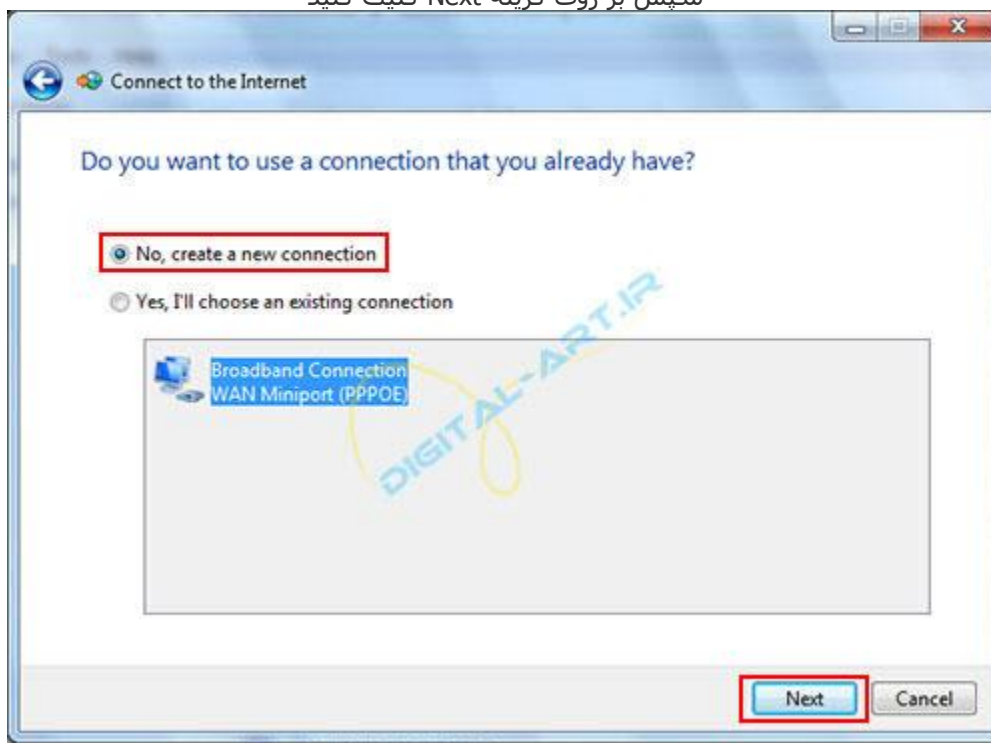 سپس بر روی گزینه Next کلیک کنید
Connect to the Internet
Do you want to use a connection that you already have?
No, create a new connection
Yes, I'll choose an existing connection
Broadband Connection
WAN Miniport (PPPOE)
DIGITAL-ART.IR
Next
Cancel